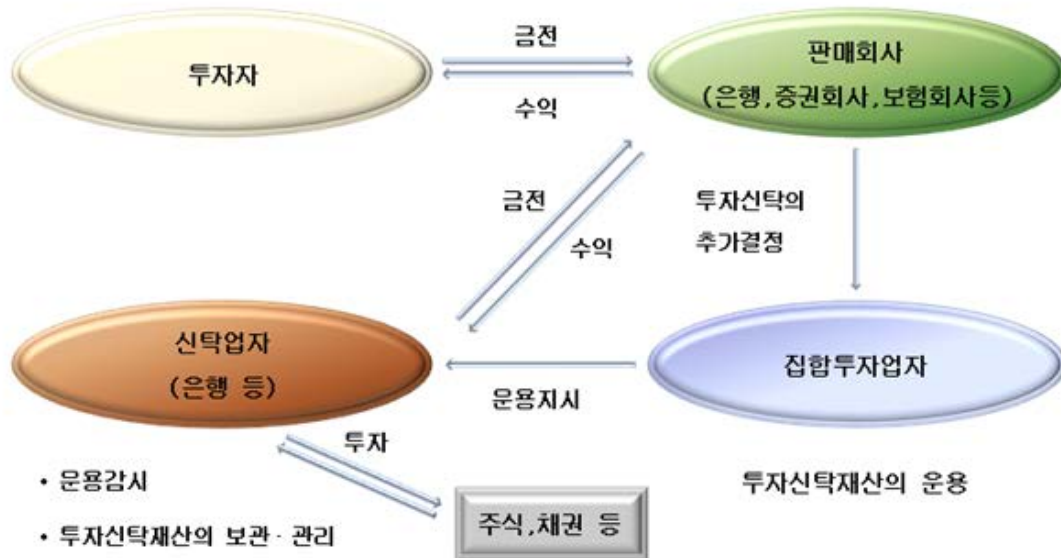 금전
투자자
판매회사
(은행,증권회사,보험회사등)
수익
금전
수익
투자신탁의
추가결정
신탁업자
(은행 등)
집합투자업자
운용지시
투자
• 운용감시
• 투자신탁재산의 보관·관리
주식,채권 등
투자신탁재산의 운용